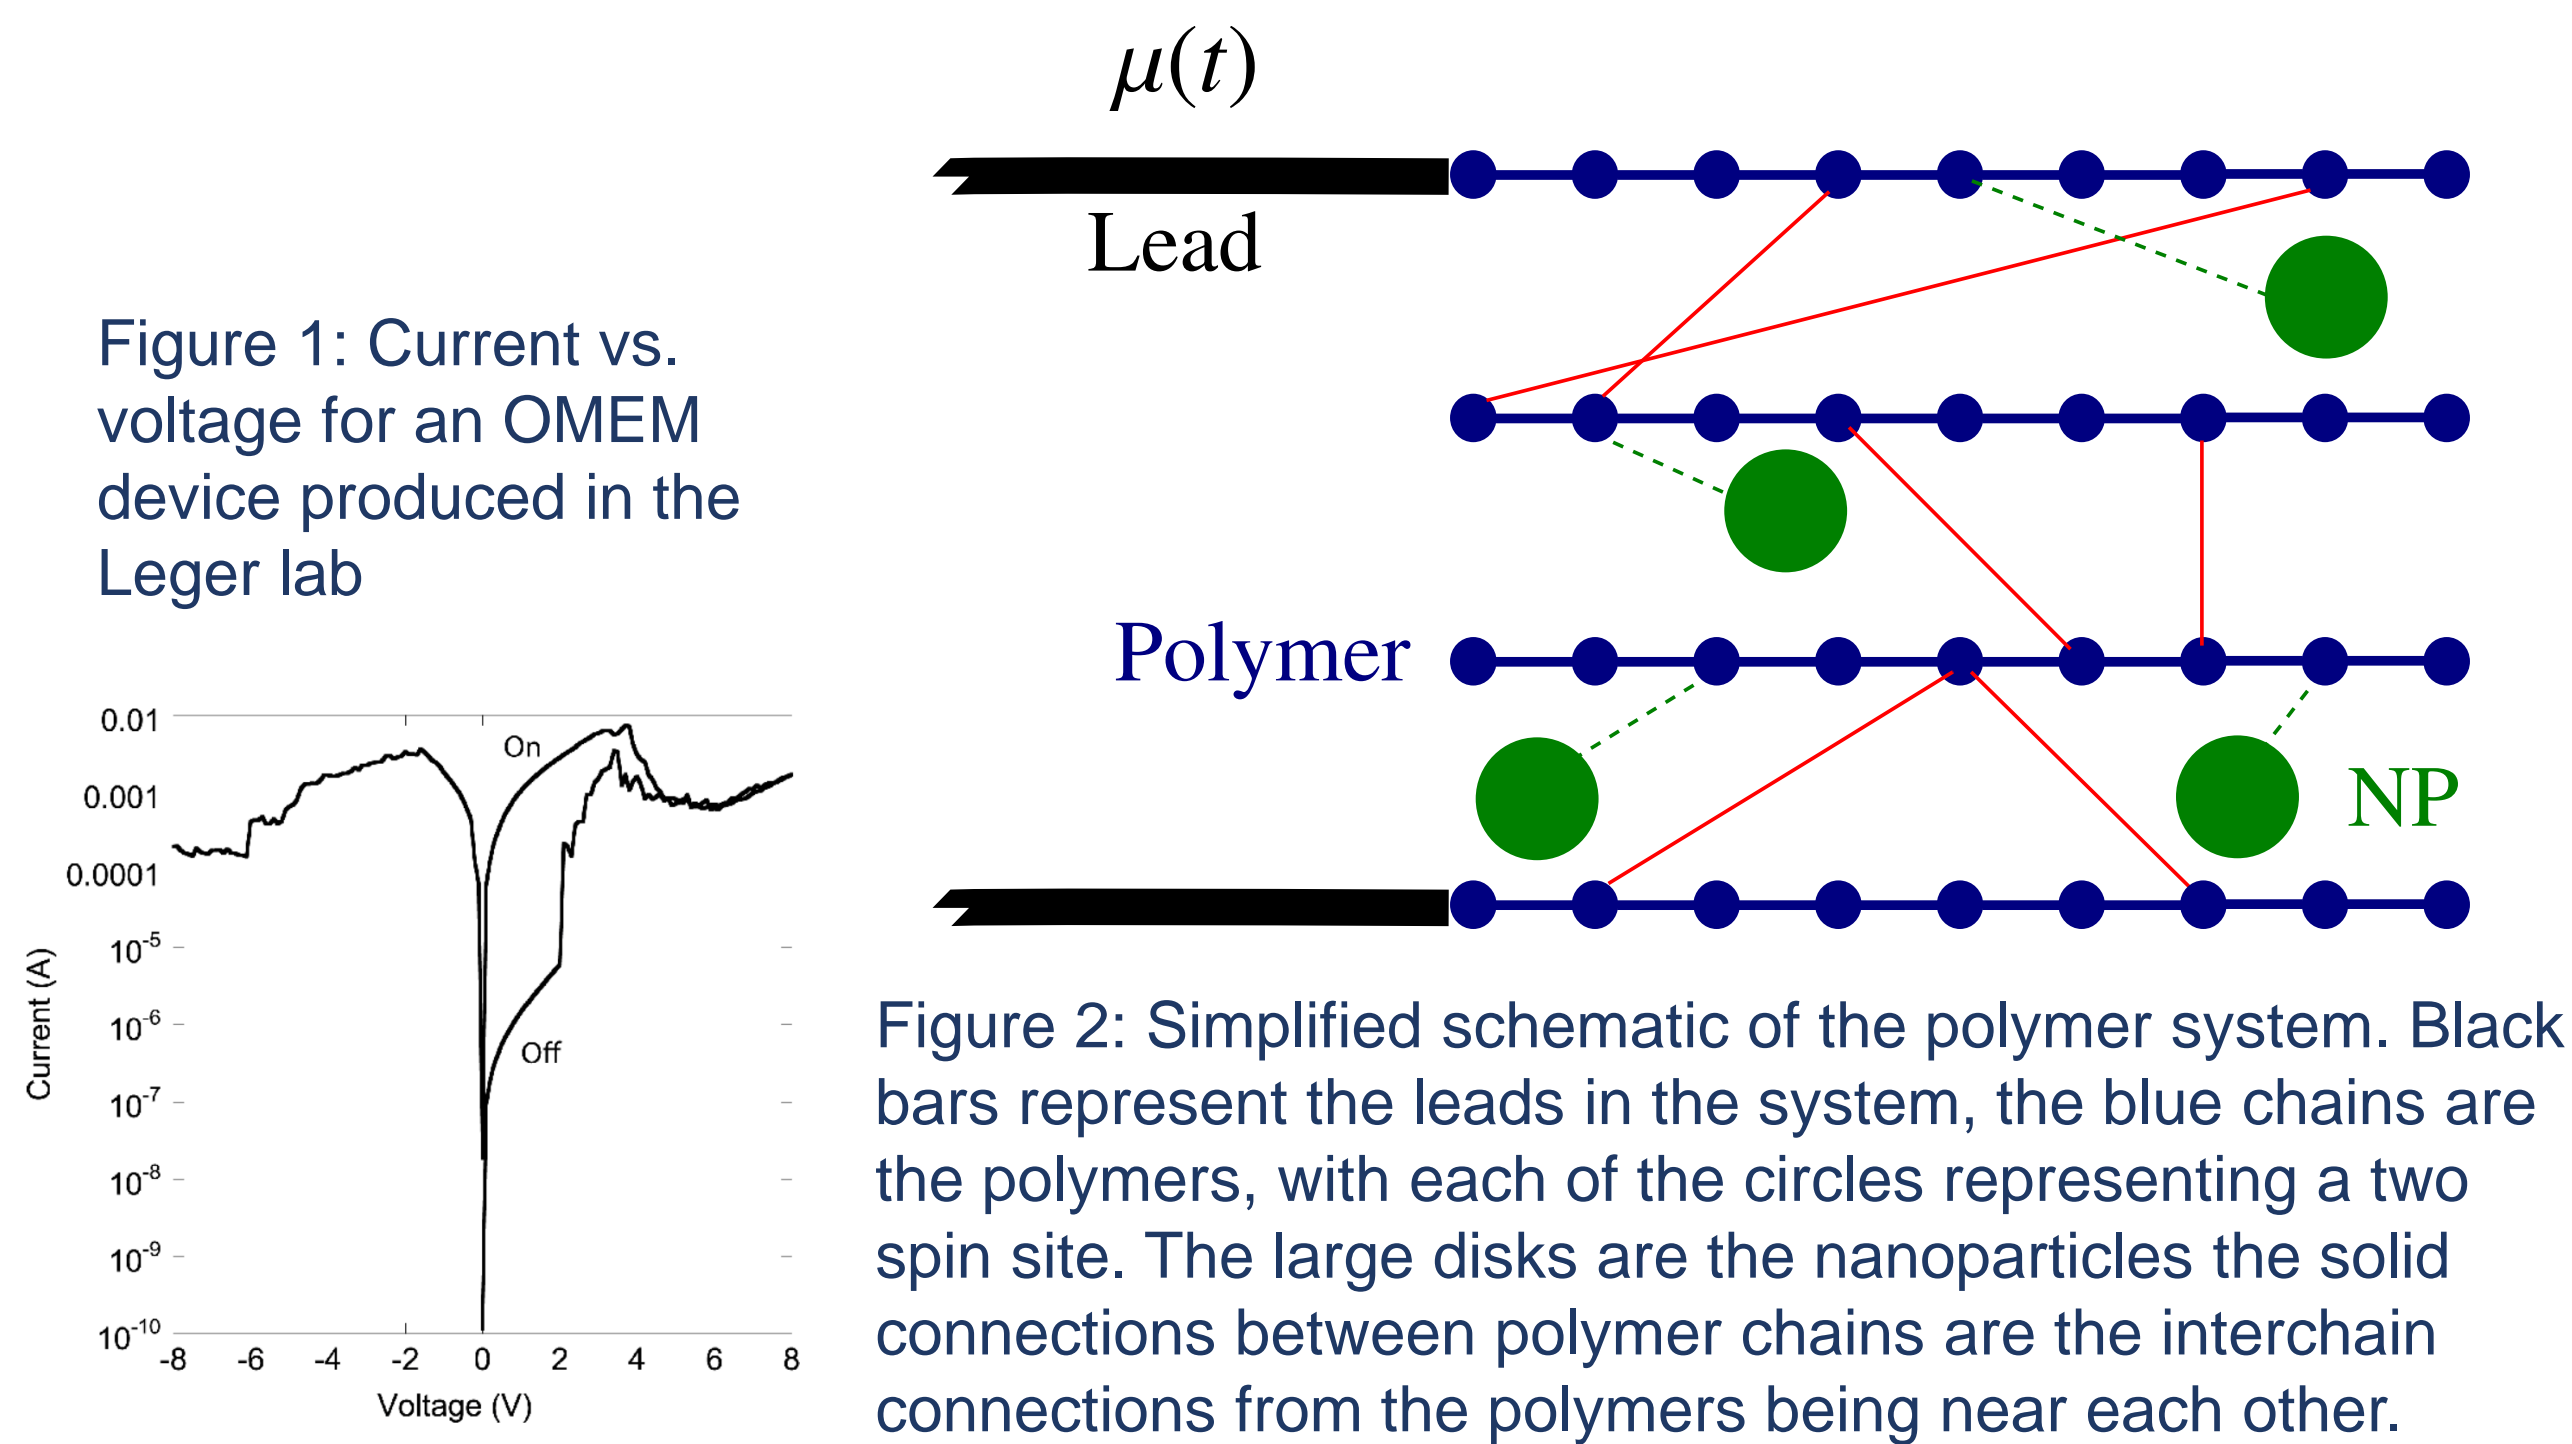 μ(t)
Lead
Figure 1: Current vs.
voltage for an OMEM
device produced in the
Leger lab
Polymer
NP
0.01
0.001
0.0001
10-5
10-6
10-7
10-8
10-9
10-10
Current (A)
On
Off
-8 -6 -4 -2 0 2 4 6 8
Voltage (V)
Figure 2: Simplified schematic of the polymer system. Black
bars represent the leads in the system, the blue chains are
the polymers, with each of the circles representing a two
spin site. The large disks are the nanoparticles the solid
connections between polymer chains are the interchain
connections from the polymers being near each other.